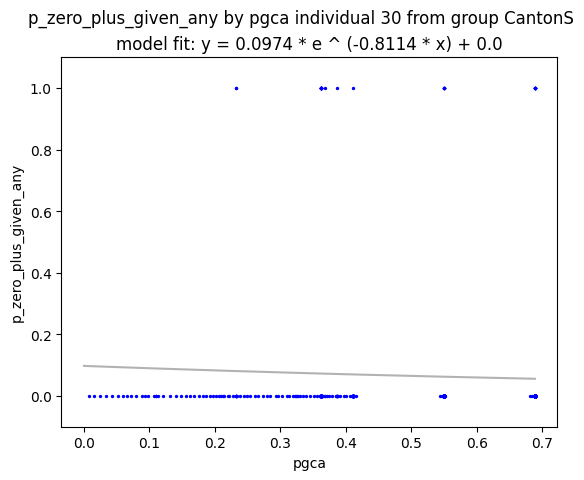 p_zero_plus_given_any by pgca individual 30 from group CantonS
model fit: y = 0.0974 * e ^ (-0.8114 * x) + 0.0
1.0
0.8
0.6
0.4
0.2
0.0
p_zero_plus_given_any
0.0 0.1 0.2 0.3 0.4 0.5 0.6 0.7
pgca